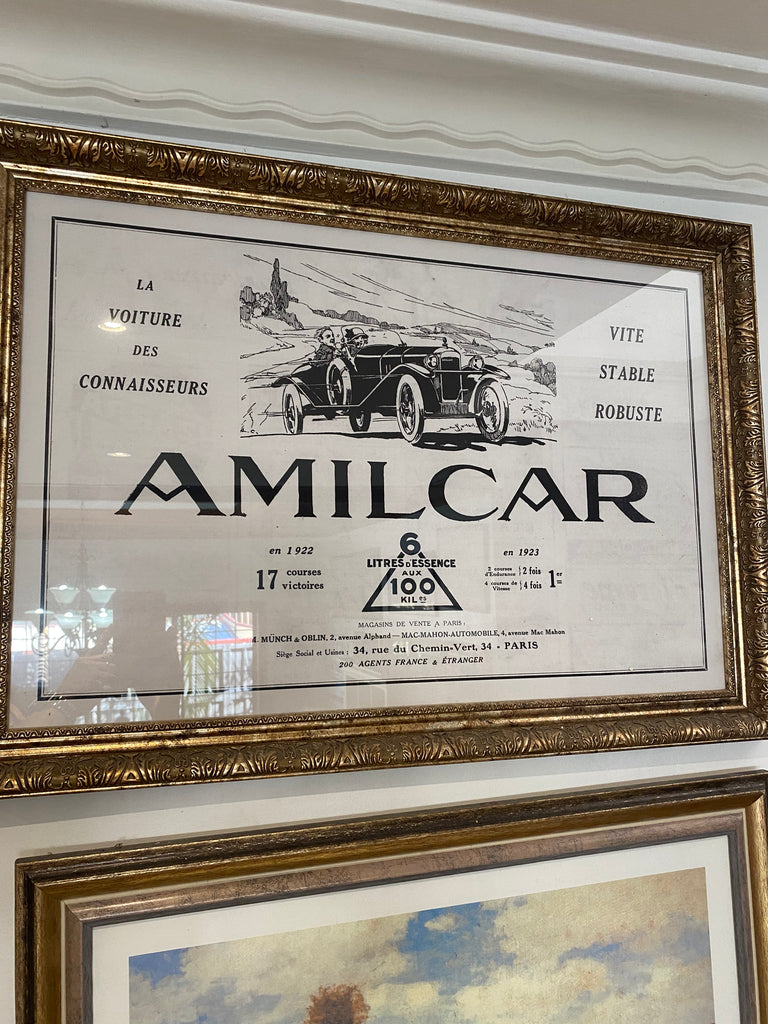 LA
VOITURE
DES
CONNAISSEURS
VITE
STABLE
ROBUSTE
AMILCAR
en 1922
17 courses victoires
6
LITRES D'ESSENCE
AUX
100
KILRES
en 1923
2 courses d'Endurance } 2 fois
4 courses de Vitesse } 4 fois
1er
MAGASINS DE VENTE A PARIS :
MÜNCH & OBLIN, 2, avenue Alphand — MAC-MAHON-AUTOMOBILE, 4, avenue Mac Mahon
Siège Social et Usines : 34, rue du Chemin-Vert, 34 - PARIS
200 AGENTS FRANCE & ÉTRANGER